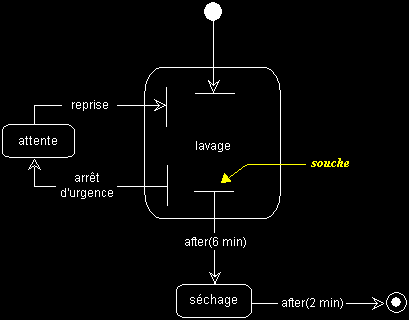 reprise
attente
lavage
souche
arrêt
d'urgence
after(6 min)
séchage
after(2 min)